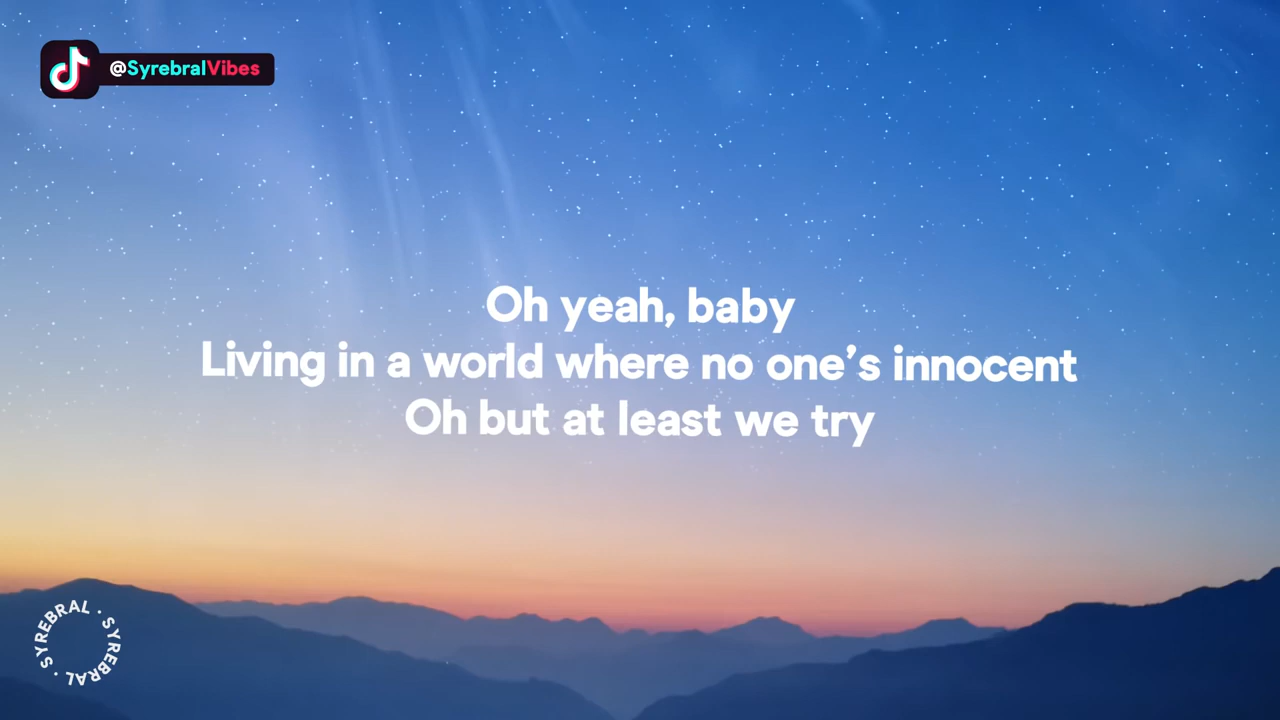 @SyrebralVibes
Oh yeah, baby
Living in a world where no one’s innocent
Oh but at least we try
SYREBRAL · SYREBRAL ·